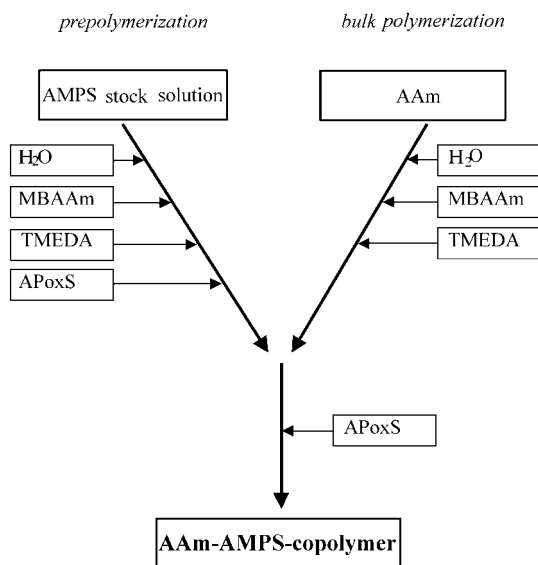 prepolymerization
bulk polymerization
AMPS stock solution
AAm
H₂O
MBAAm
TMEDA
APoxS
H₂O
MBAAm
TMEDA
APoxS
AAm-AMPS-copolymer